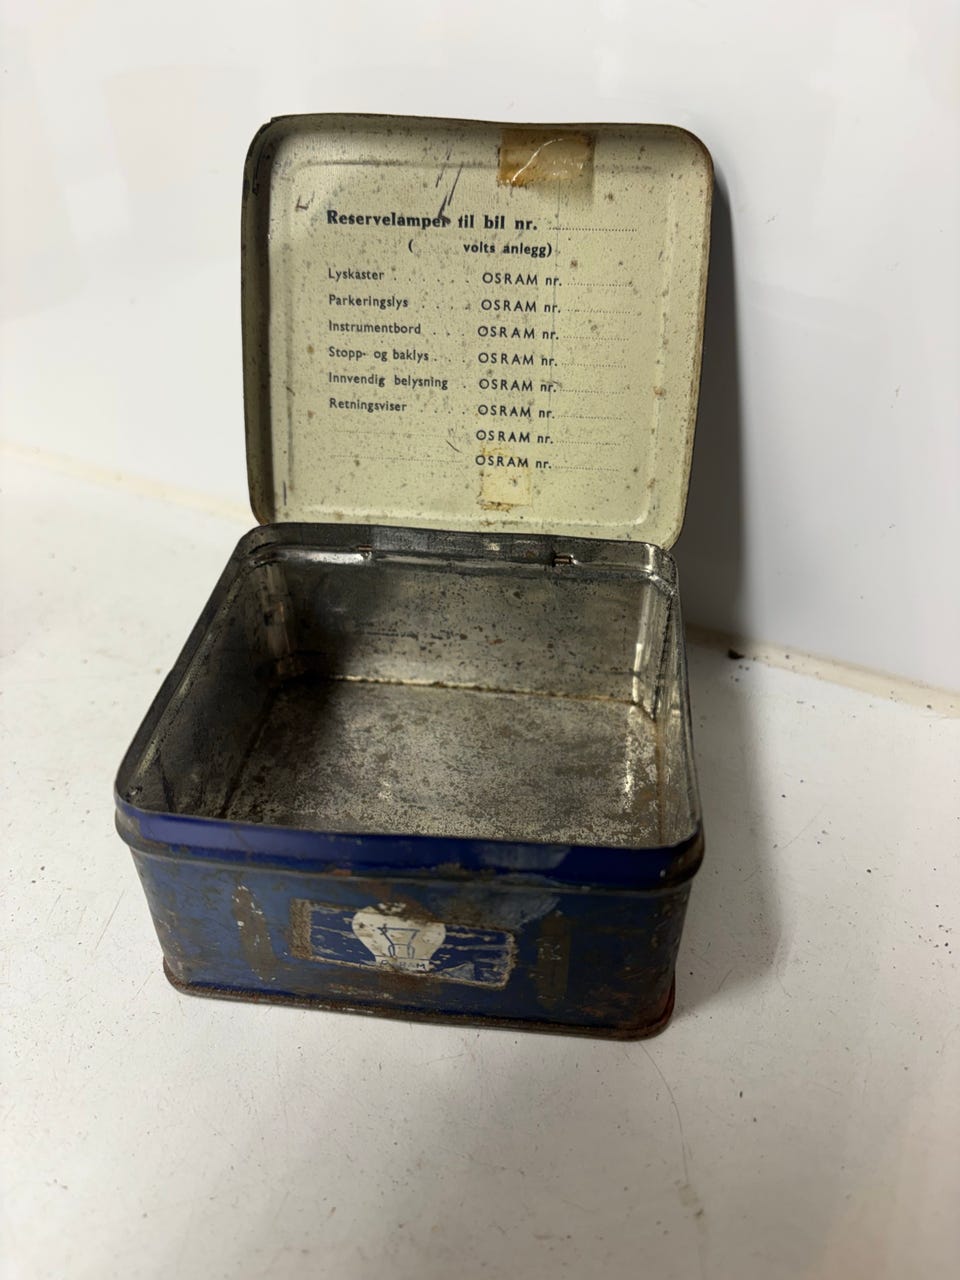 Reservelamper til bil nr. ....................
( volts anlegg)
Lyskaster . . . . . . OSRAM nr. ....................
Parkeringslys . . . . OSRAM nr. ....................
Instrumentbord . . . . OSRAM nr. ....................
Stopp- og baklys . . . OSRAM nr. ....................
Innvendig belysning . OSRAM nr. ....................
Retningsviser . . . . . OSRAM nr. ....................
.................... OSRAM nr. ....................
.................... OSRAM nr. ....................
OSRAM